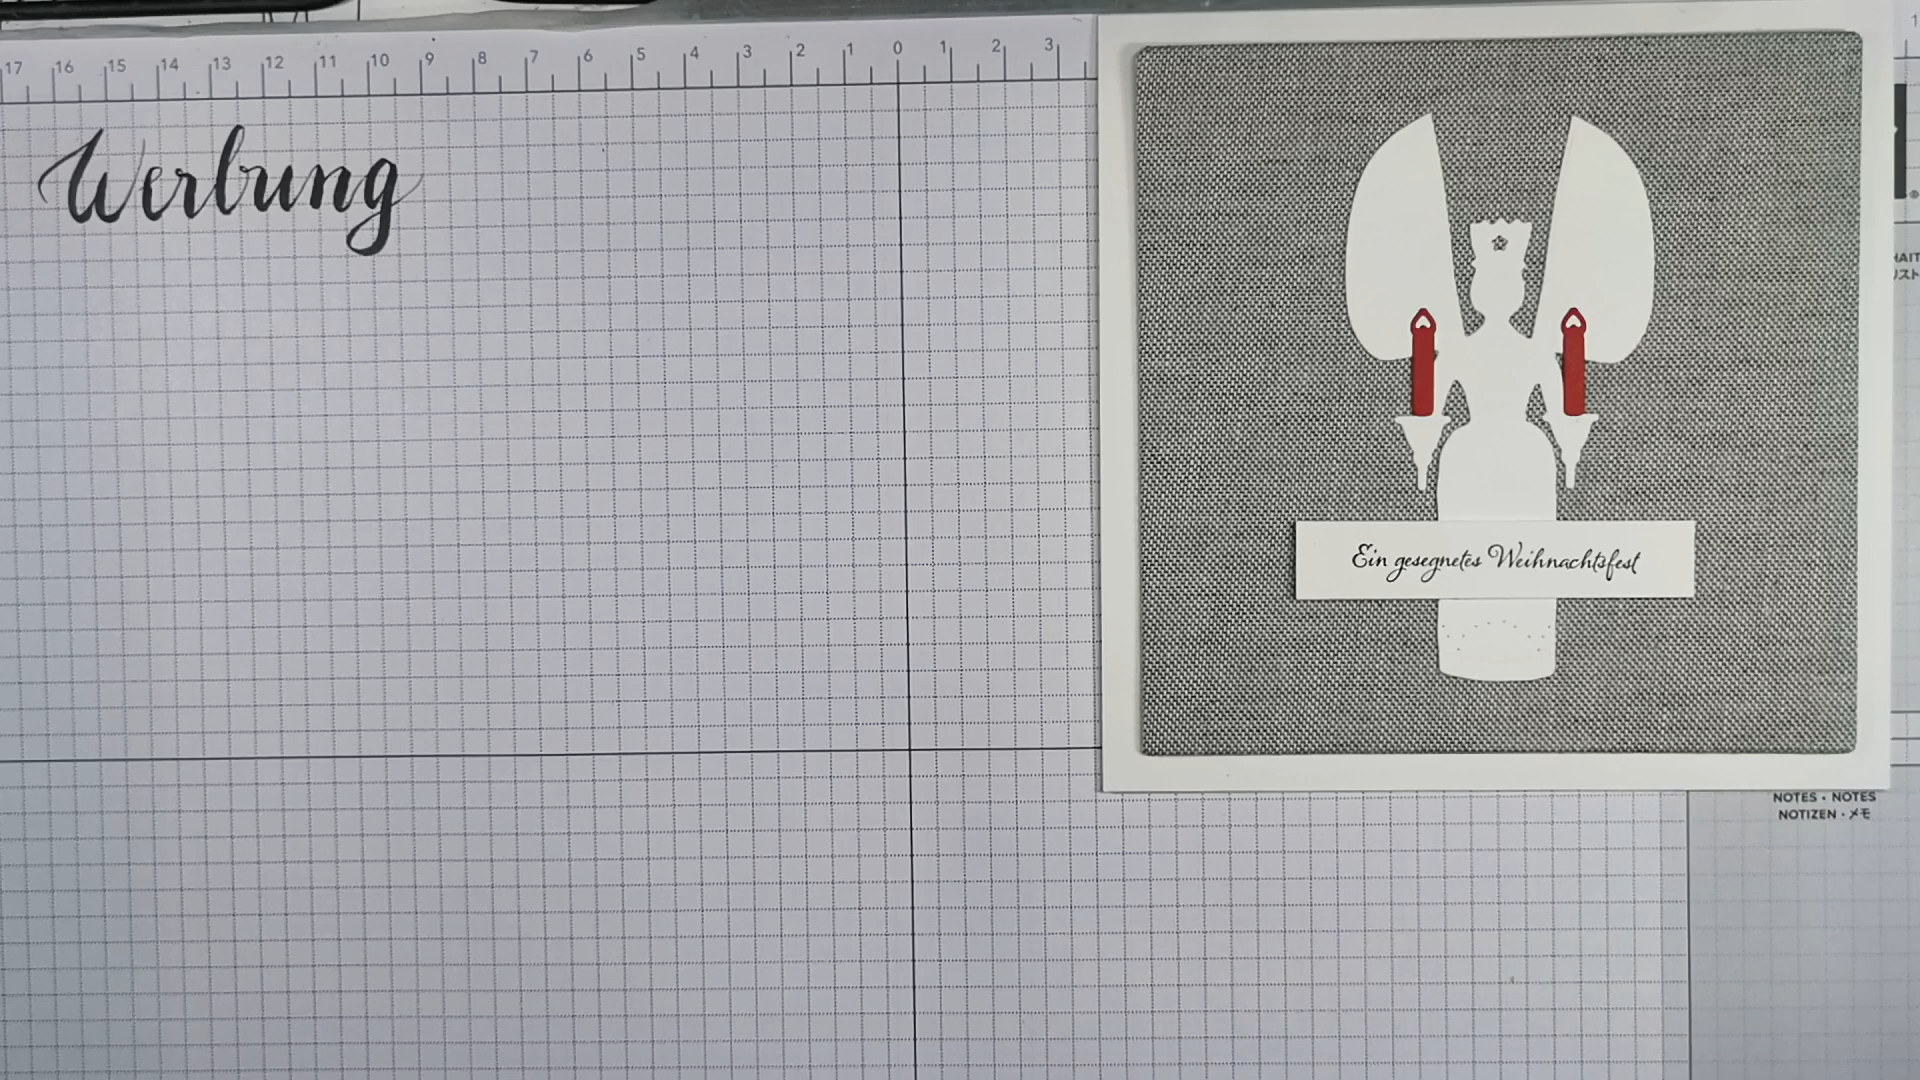 17 16 15 14 13 12 11 10 9 8 7 6 5 4 3 2 1 0 1 2 3
Werbung
Ein gesegnetes Weihnachtsfest
NOTES • NOTES
NOTIZEN • メモ